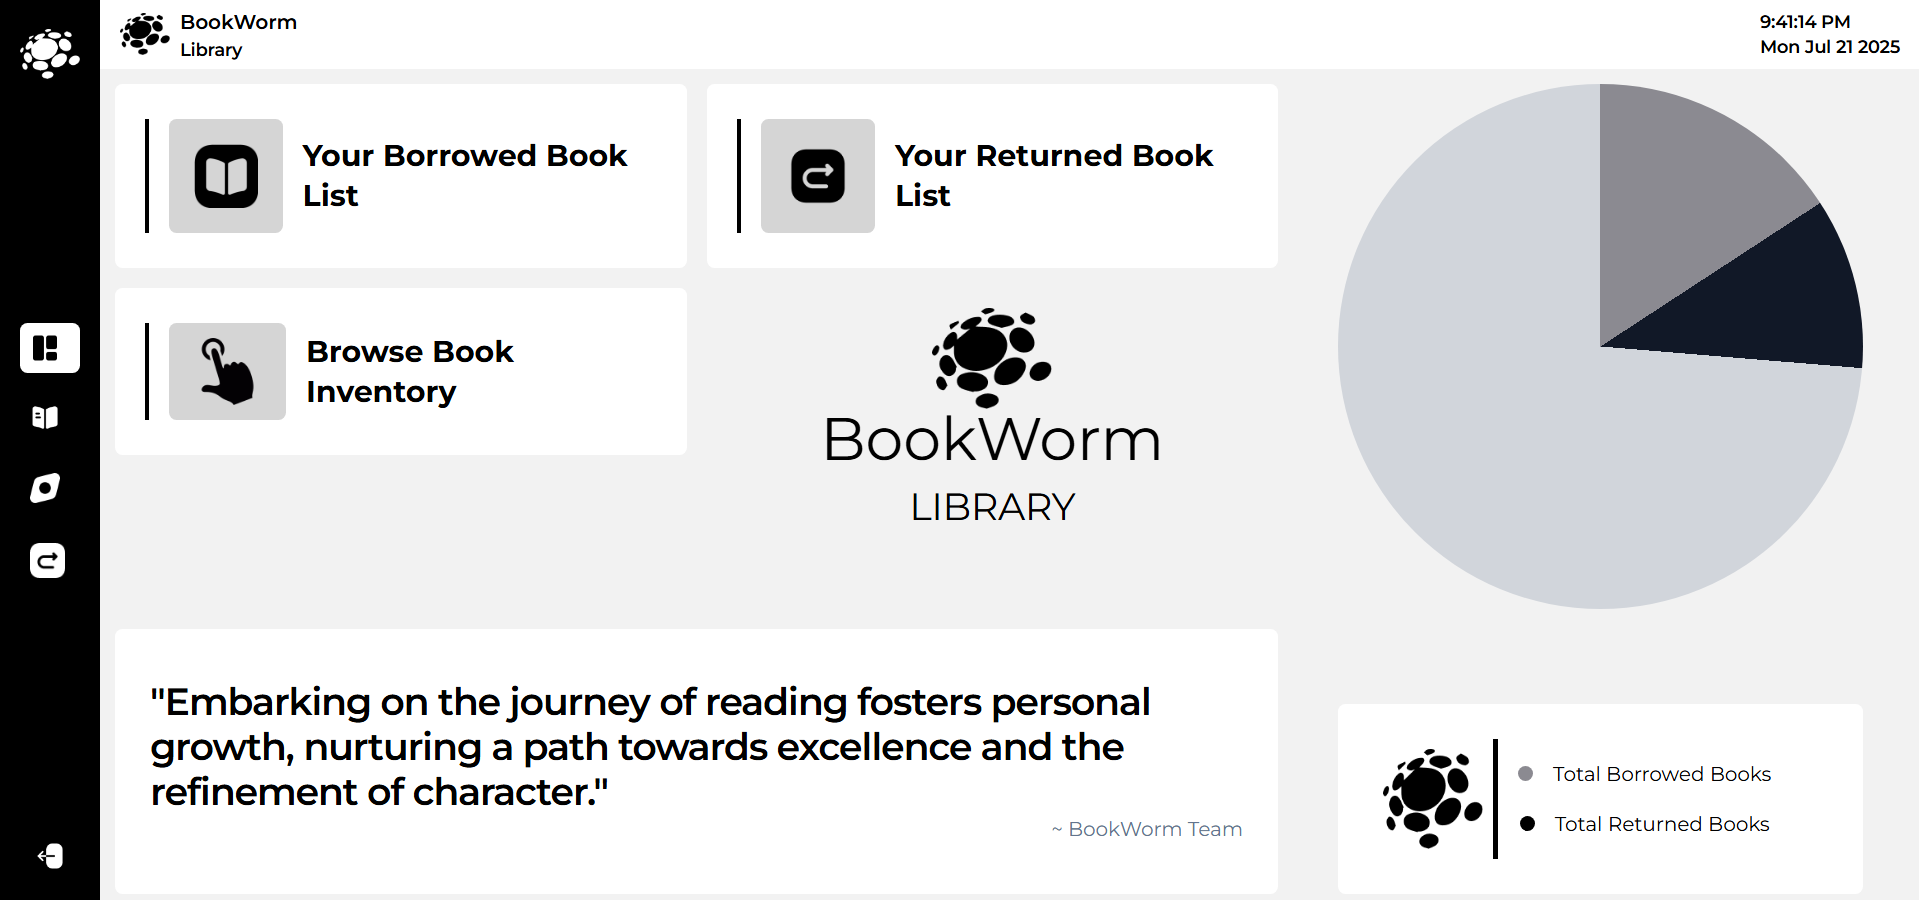 BookWorm
Library
9:41:14 PM
Mon Jul 21 2025
Your Borrowed Book
List
Your Returned Book
List
Browse Book
Inventory
BookWorm
LIBRARY
"Embarking on the journey of reading fosters personal
growth, nurturing a path towards excellence and the
refinement of character."
~ BookWorm Team
Total Borrowed Books
Total Returned Books